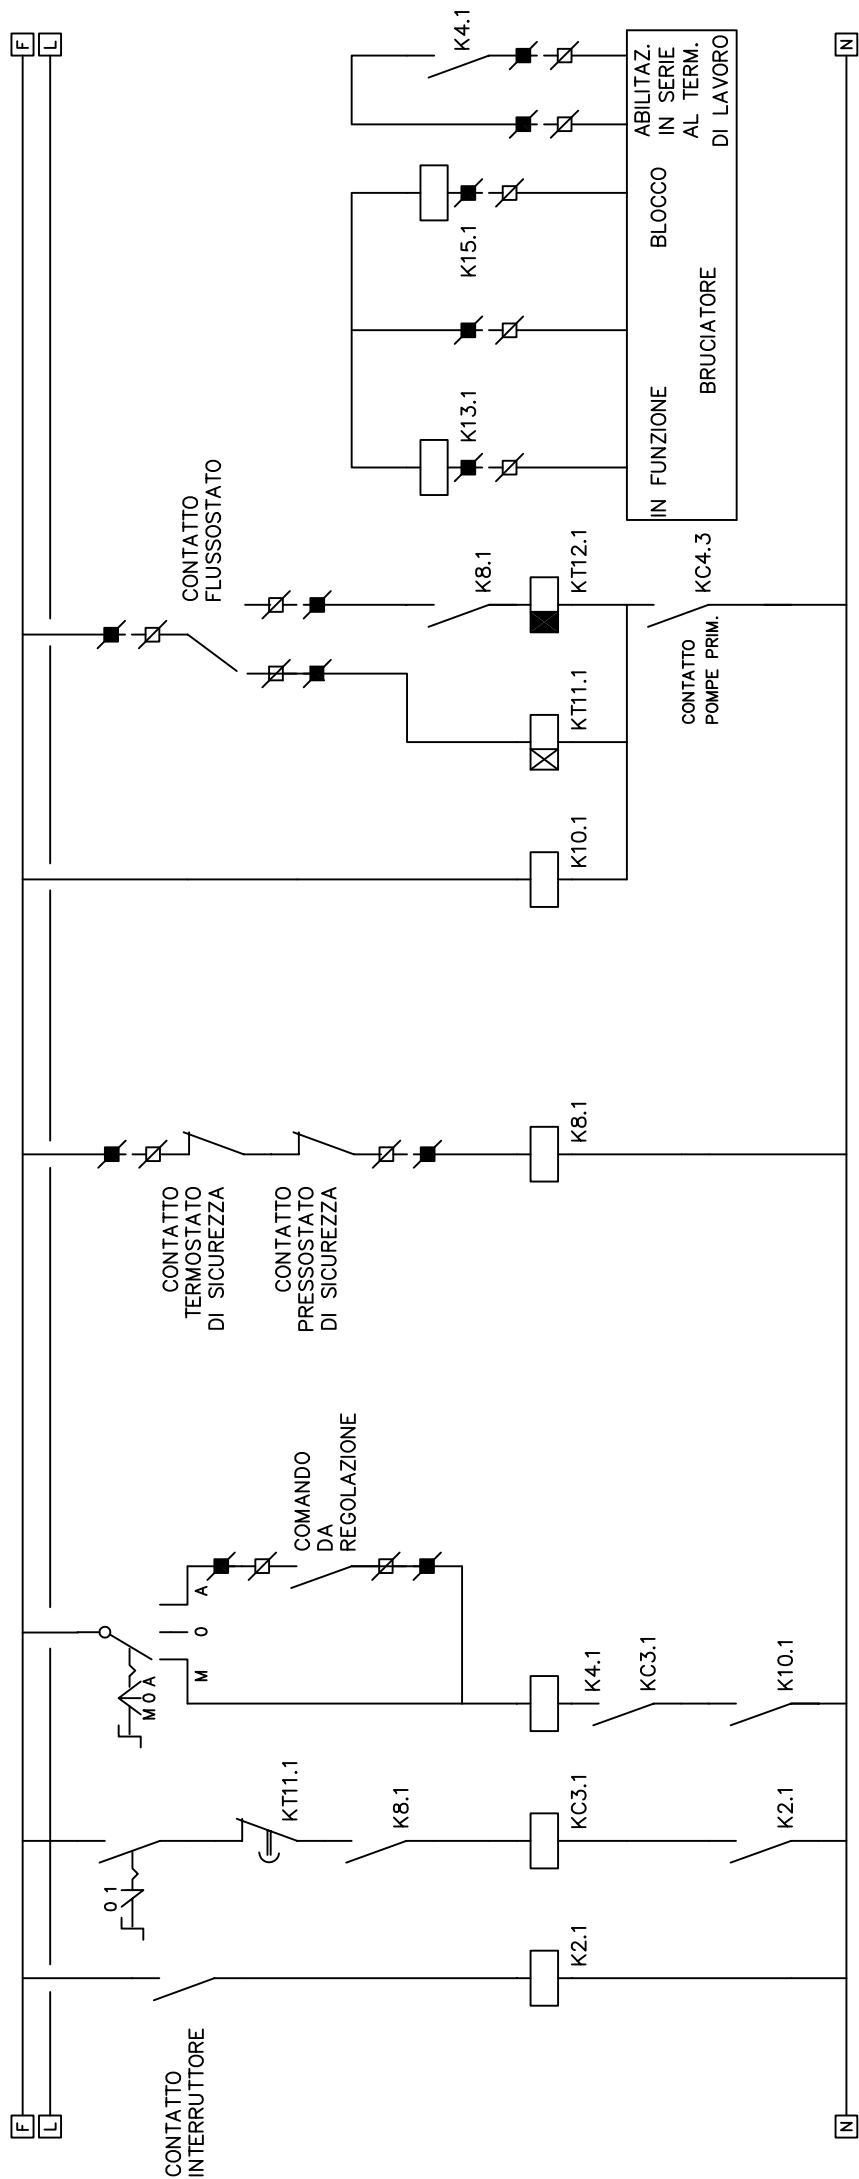 F
L
N
CONTATTO
INTERRUTTORE
K2.1
0 1
KT11.1
K8.1
KC3.1
K2.1
M 0 A
M
0
A
COMANDO
DA
REGOLAZIONE
K4.1
KC3.1
K10.1
CONTATTO
TERMOSTATO
DI SICUREZZA
CONTATTO
PRESSOSTATO
DI SICUREZZA
K8.1
K10.1
KT11.1
CONTATTO
FLUSSOSTATO
K8.1
KT12.1
KC4.3
CONTATTO
POMPE PRIM.
K13.1
K15.1
K4.1
IN FUNZIONE
BLOCCO
ABILITAZ.
IN SERIE
AL TERM.
DI LAVORO
BRUCIATORE
F
L
N